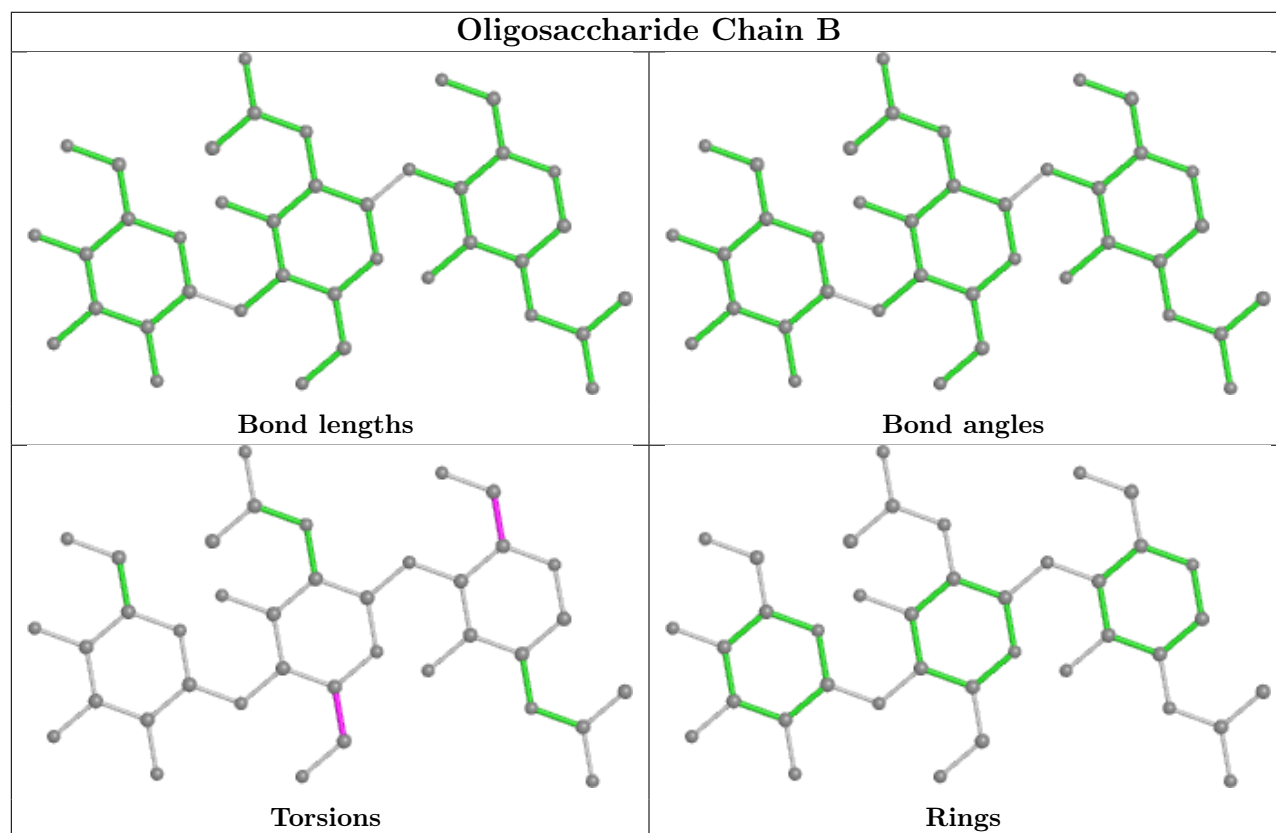 Oligosaccharide Chain B
Bond lengths
Bond angles
Torsions
Rings